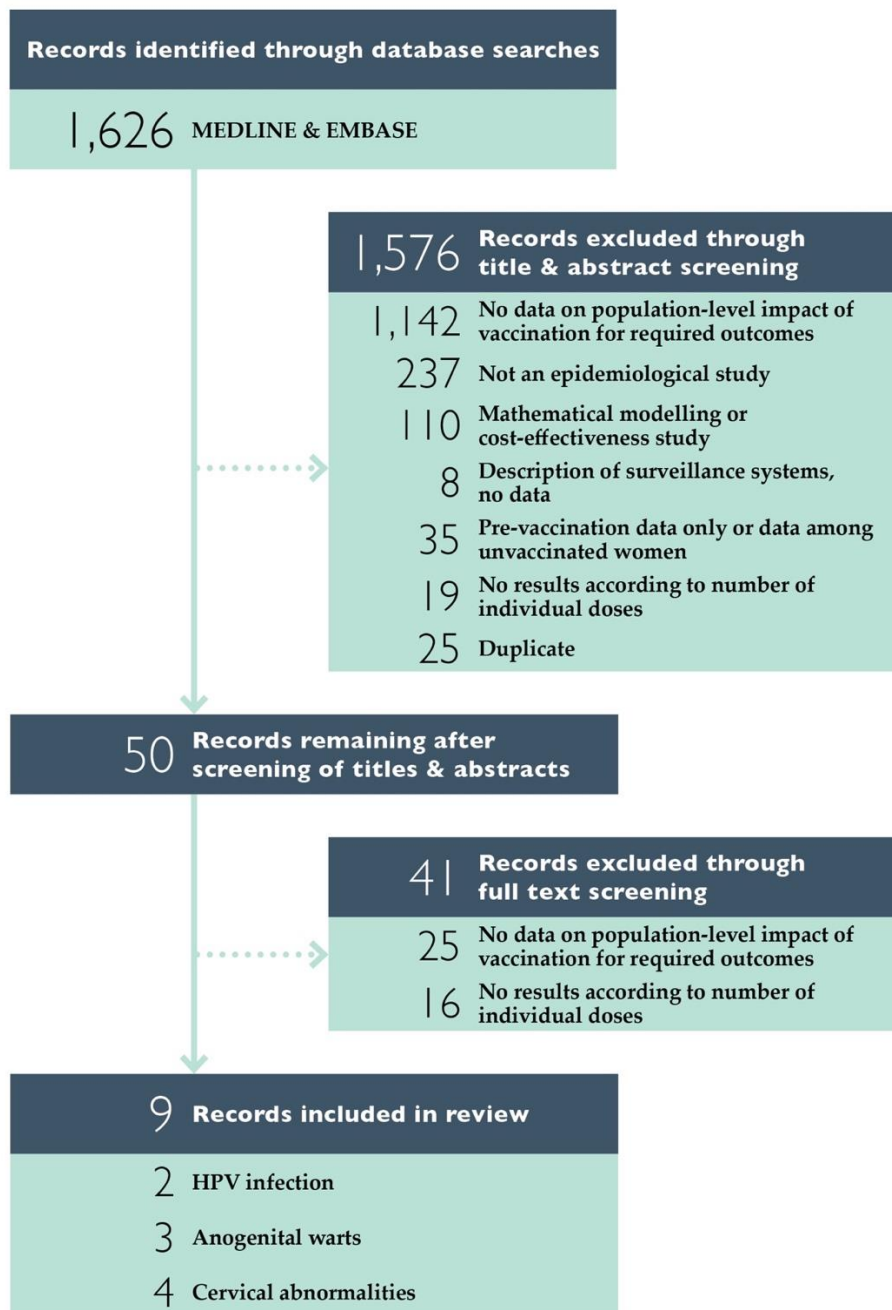 Records identified through database searches
1,626 MEDLINE & EMBASE
1,576 Records excluded through
title & abstract screening
1,142 No data on population-level impact of
vaccination for required outcomes
237 Not an epidemiological study
110 Mathematical modelling or
cost-effectiveness study
8 Description of surveillance systems,
no data
35 Pre-vaccination data only or data among
unvaccinated women
19 No results according to number of
individual doses
25 Duplicate
50 Records remaining after
screening of titles & abstracts
41 Records excluded through
full text screening
25 No data on population-level impact of
vaccination for required outcomes
16 No results according to number of
individual doses
9 Records included in review
2 HPV infection
3 Anogenital warts
4 Cervical abnormalities